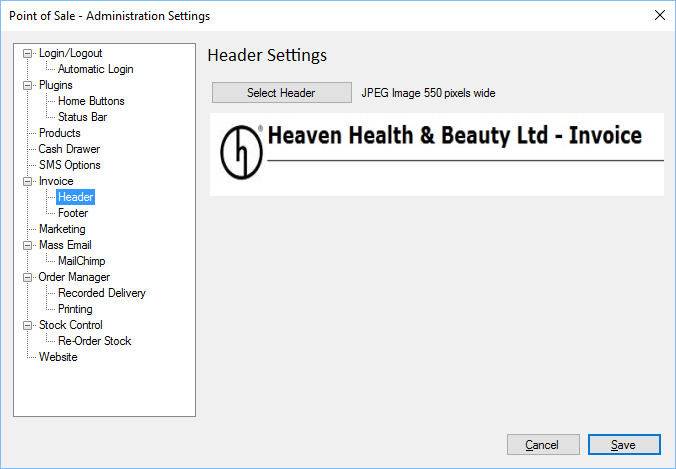 Point of Sale - Administration Settings
Login/Logout
Automatic Login
Plugins
Home Buttons
Status Bar
Products
Cash Drawer
SMS Options
Invoice
Header
Footer
Marketing
Mass Email
MailChimp
Order Manager
Recorded Delivery
Printing
Stock Control
Re-Order Stock
Website
Header Settings
Select Header JPEG Image 550 pixels wide
h ® Heaven Health & Beauty Ltd - Invoice
Cancel Save